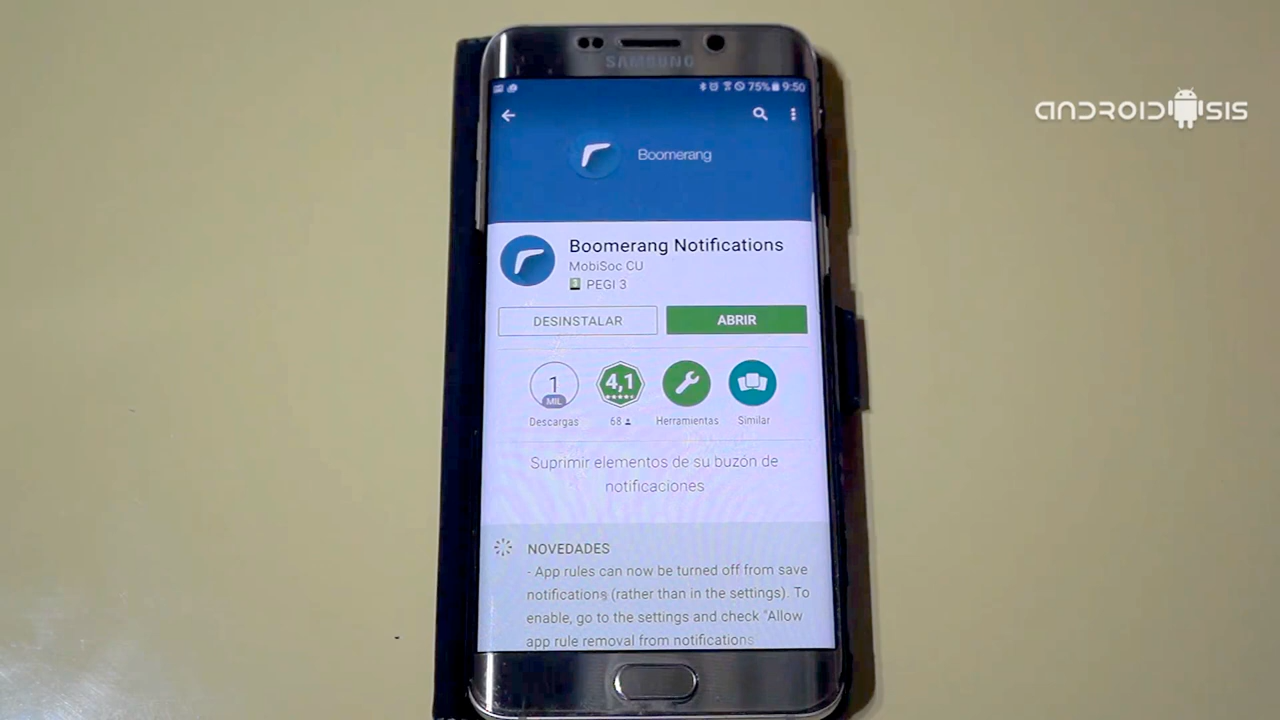 SAMSUNG
75% 9:50
ANDROIDSIS
Boomerang
Boomerang Notifications
MobiSoc CU
3 PEGI 3
DESINSTALAR
ABRIR
1 MIL
4,1
Descargas
68
Herramientas
Similar
Suprimir elementos de su buzón de
notificaciones
NOVEDADES
- App rules can now be turned off from save
notifications (rather than in the settings). To
enable, go to the settings and check "Allow
app rule removal from notifications